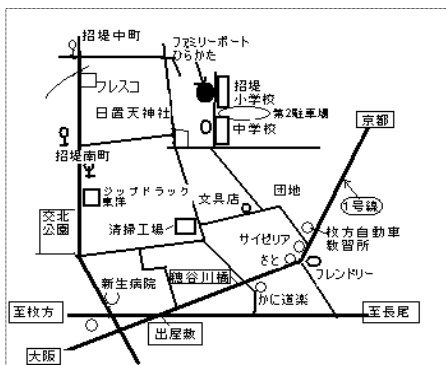 招堤中町
ファミリーポート
ひらかた
フレスコ
招堤
小学校
日置天神社
第2駐車場
中学校
京都
招堤南町
ジップドラック
東洋
文具店
団地
1号線
交北
公園
清掃工場
サイゼリア
枚方自動車
教習所
さと
フレンドリー
穂谷川橋
新生病院
かに道楽
至枚方
至長尾
出屋敷
大阪